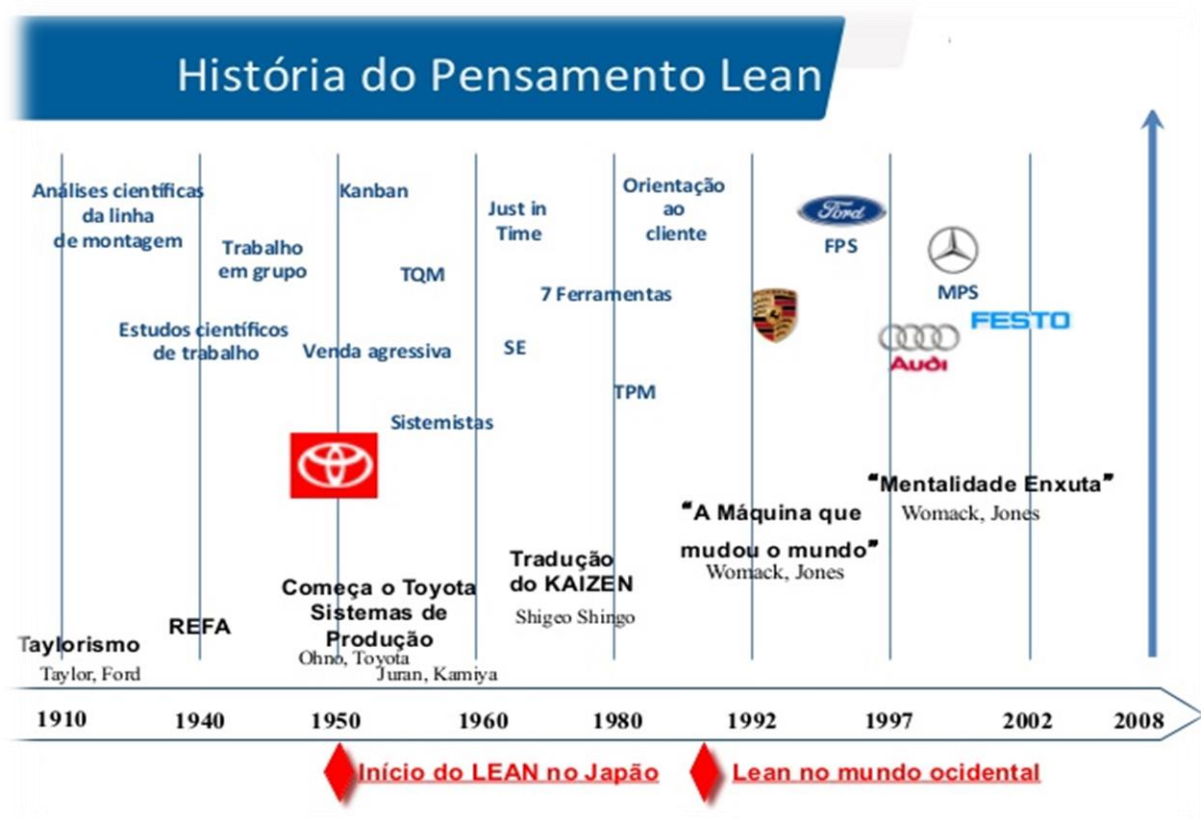 História do Pensamento Lean
Análises científicas
da linha
de montagem
Trabalho
em grupo
Estudos científicos
de trabalho
Kanban
TQM
Venda agressiva
Sistemistas
Just in
Time
7 Ferramentas
SE
Orientação
ao
cliente
TPM
Ford
FPS
MPS
FESTO
Audi
Taylorismo
Taylor, Ford
REFA
Começa o Toyota
Sistemas de
Produção
Ohno, Toyota
Juran, Kamiya
Tradução
do KAIZEN
Shigeo Shingo
“A Máquina que
mudou o mundo”
Womack, Jones
“Mentalidade Enxuta”
Womack, Jones
1910 1940 1950 1960 1980 1992 1997 2002 2008
Início do LEAN no Japão
Lean no mundo ocidental